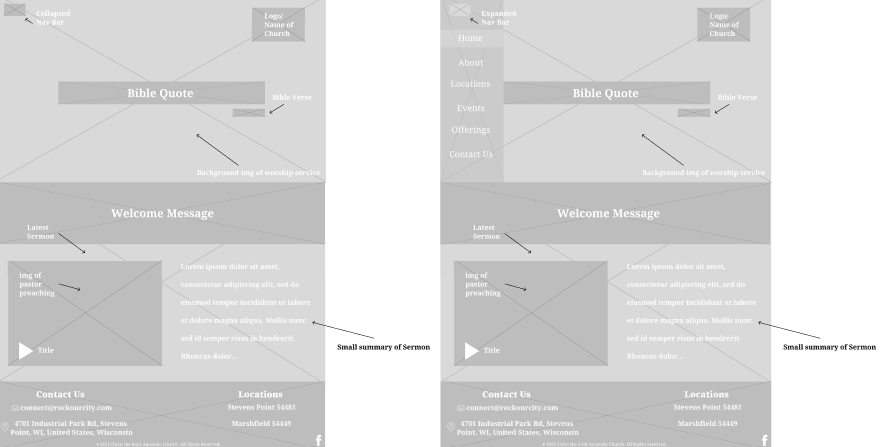 Collapsed
Nav Bar
Logo/
Name of
Church
Bible Quote
Bible Verse
Background img of worship service
Welcome Message
Latest
Sermon
img of
pastor
preaching
Title
Lorem ipsum dolor sit amet,
consectetur adipiscing elit, sed do
eiusmod tempor incididunt ut labore
et dolore magna aliqua. Mollis nunc
sed id semper risus in hendrerit.
Rhoncus dolor...
Small summary of Sermon
Contact Us
connect@rockourcity.com
4701 Industrial Park Rd, Stevens
Point, WI, United States, Wisconsin
Locations
Stevens Point 54481
Marshfield 54449
Expanded
Nav Bar
Home
About
Locations
Events
Offerings
Contact Us
Logo/
Name of
Church
Bible Quote
Bible Verse
Background img of worship service
Welcome Message
Latest
Sermon
img of
pastor
preaching
Title
Lorem ipsum dolor sit amet,
consectetur adipiscing elit, sed do
eiusmod tempor incididunt ut labore
et dolore magna aliqua. Mollis nunc
sed id semper risus in hendrerit.
Rhoncus dolor...
Small summary of Sermon
Contact Us
connect@rockourcity.com
4701 Industrial Park Rd, Stevens
Point, WI, United States, Wisconsin
Locations
Stevens Point 54481
Marshfield 54449